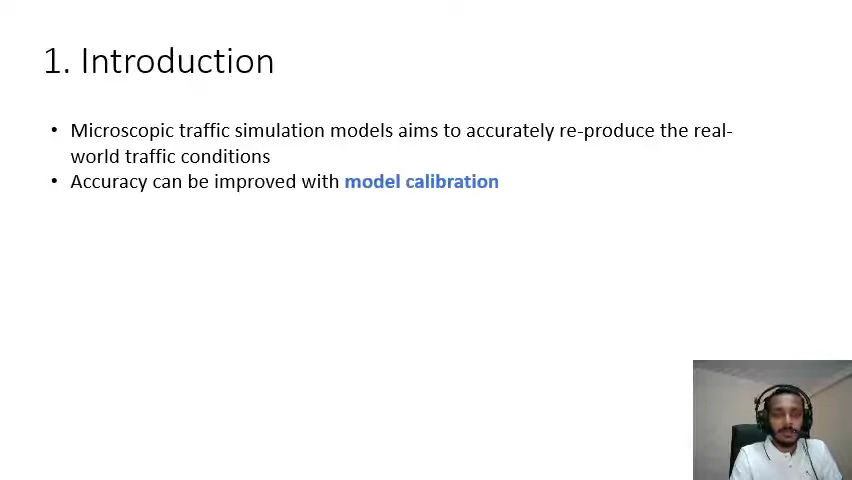 1. Introduction
• Microscopic traffic simulation models aims to accurately re-produce the real-
world traffic conditions
• Accuracy can be improved with model calibration